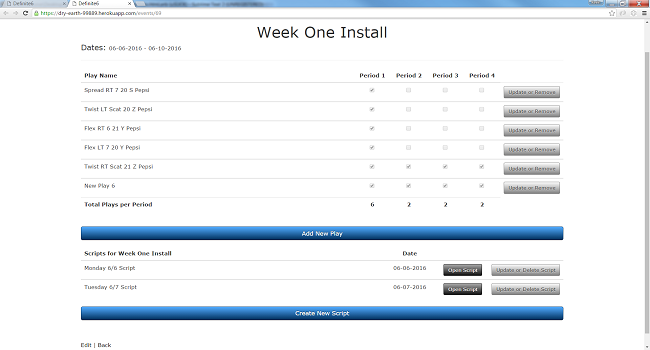 Definite6
Definite6
https://dry-earth-99889.herokuapp.com/events/69
Week One Install
Dates: 06-06-2016 - 06-10-2016
Play Name Period 1 Period 2 Period 3 Period 4
Spread RT 7 20 S Pepsi Update or Remove
Twist LT Scat 20 Z Pepsi Update or Remove
Flex RT 6 21 Y Pepsi Update or Remove
Flex LT 7 20 Y Pepsi Update or Remove
Twist RT Scat 21 Z Pepsi Update or Remove
New Play 6 Update or Remove
Total Plays per Period 6 2 2 2
Add New Play
Scripts for Week One Install Date
Monday 6/6 Script 06-06-2016 Open Script Update or Delete Script
Tuesday 6/7 Script 06-07-2016 Open Script Update or Delete Script
Create New Script
Edit | Back